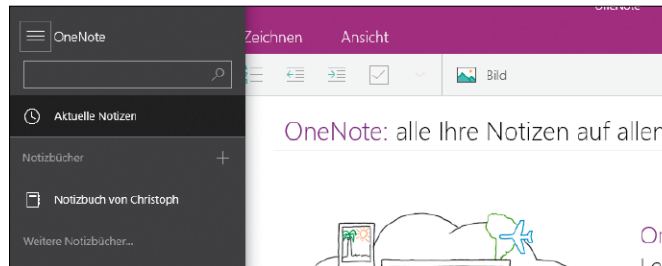 OneNote
OneNote
Zeichnen Ansicht
Bild
Aktuelle Notizen
OneNote: alle Ihre Notizen auf allen
Notizbücher
Notizbuch von Christoph
Weitere Notizbücher...